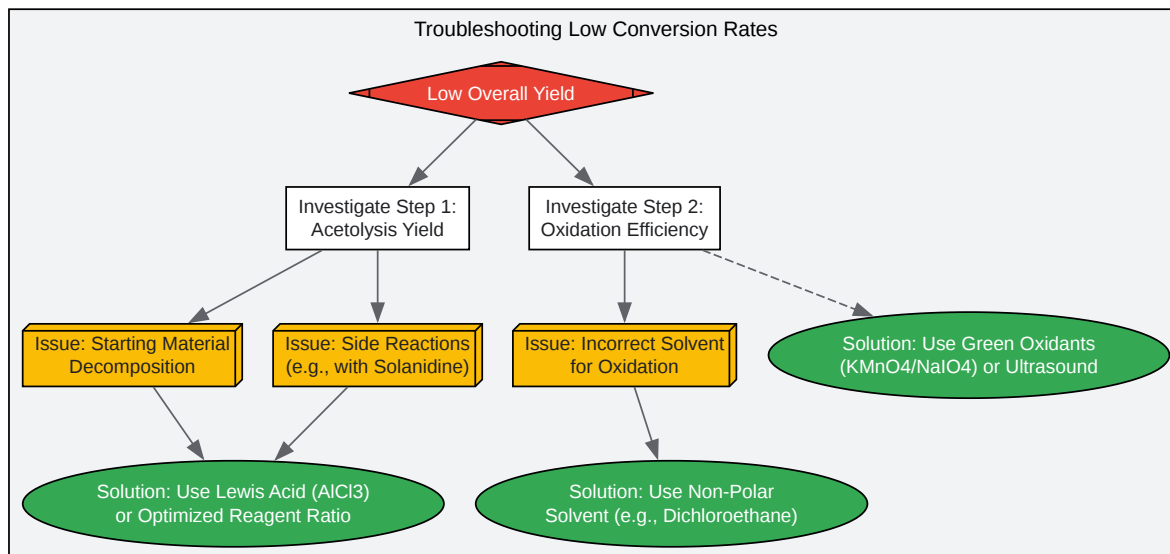 Troubleshooting Low Conversion Rates
Low Overall Yield
Investigate Step 1:
Acetolysis Yield
Investigate Step 2:
Oxidation Efficiency
Issue: Starting Material
Decomposition
Issue: Side Reactions
(e.g., with Solanidine)
Issue: Incorrect Solvent
for Oxidation
Solution: Use Green Oxidants
(KMnO4/NaIO4) or Ultrasound
Solution: Use Lewis Acid (AlCl3)
or Optimized Reagent Ratio
Solution: Use Non-Polar
Solvent (e.g., Dichloroethane)